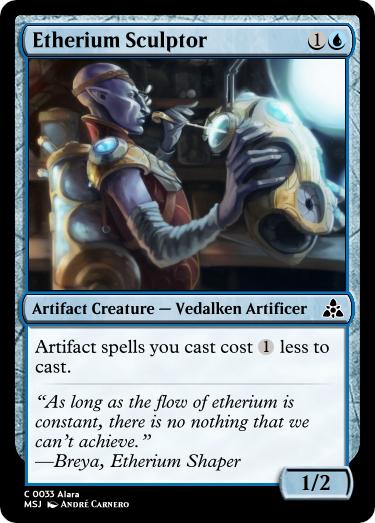 Etherium Sculptor 1
Artifact Creature — Vedalken Artificer
Artifact spells you cast cost 1 less to
cast.
“As long as the flow of etherium is
constant, there is no nothing that we
can’t achieve.”
—Breya, Etherium Shaper
1/2
C 0033 Alara
MSJ André Carnero